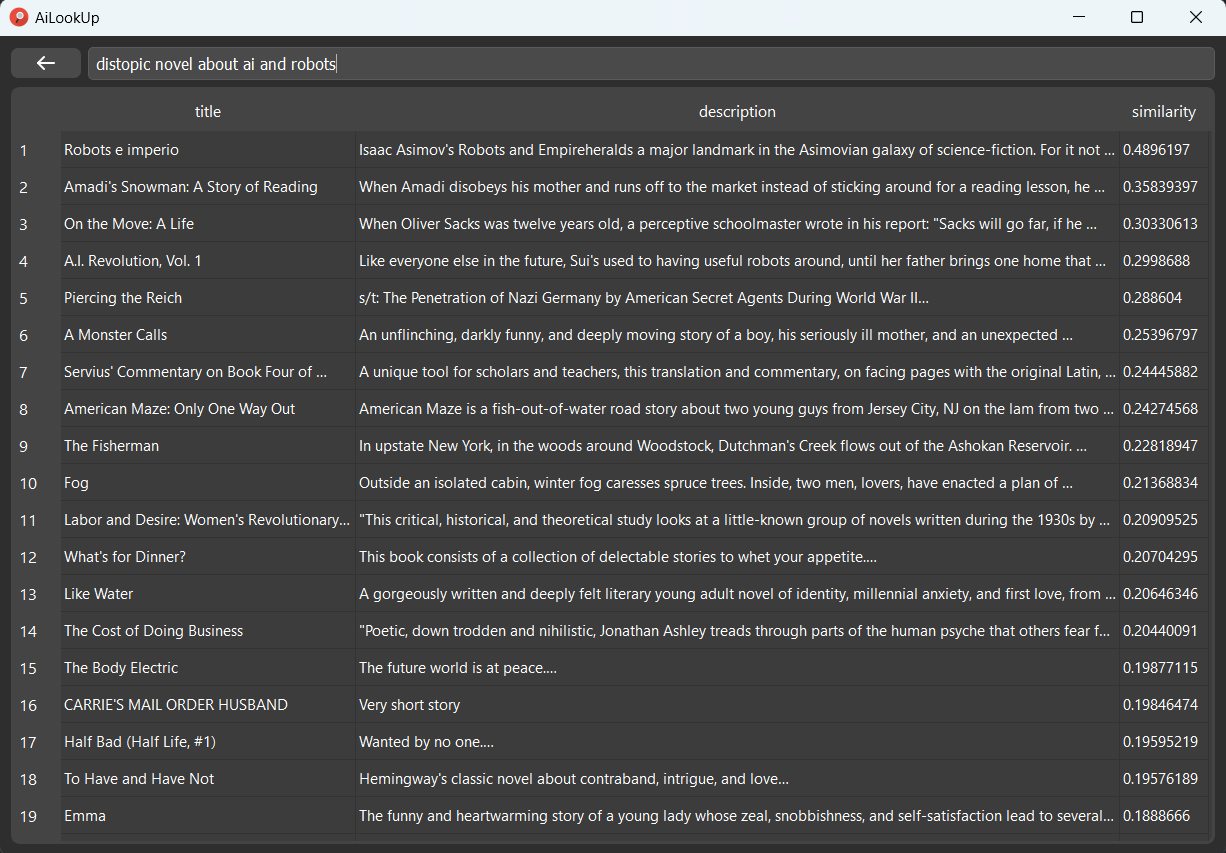 AiLookUp
distopic novel about ai and robots
title description similarity
1 Robots e imperio Isaac Asimov's Robots and Empireheralds a major landmark in the Asimovian galaxy of science-fiction. For it not ... 0.4896197
2 Amadi's Snowman: A Story of Reading When Amadi disobeys his mother and runs off to the market instead of sticking around for a reading lesson, he ... 0.35839397
3 On the Move: A Life When Oliver Sacks was twelve years old, a perceptive schoolmaster wrote in his report: "Sacks will go far, if he ... 0.30330613
4 A.I. Revolution, Vol. 1 Like everyone else in the future, Sui's used to having useful robots around, until her father brings one home that ... 0.2998688
5 Piercing the Reich s/t: The Penetration of Nazi Germany by American Secret Agents During World War II... 0.288604
6 A Monster Calls An unflinching, darkly funny, and deeply moving story of a boy, his seriously ill mother, and an unexpected ... 0.25396797
7 Servius' Commentary on Book Four of ... A unique tool for scholars and teachers, this translation and commentary, on facing pages with the original Latin, ... 0.24445882
8 American Maze: Only One Way Out American Maze is a fish-out-of-water road story about two young guys from Jersey City, NJ on the lam from two ... 0.24274568
9 The Fisherman In upstate New York, in the woods around Woodstock, Dutchman's Creek flows out of the Ashokan Reservoir. ... 0.22818947
10 Fog Outside an isolated cabin, winter fog caresses spruce trees. Inside, two men, lovers, have enacted a plan of ... 0.21368834
11 Labor and Desire: Women's Revolutionary... "This critical, historical, and theoretical study looks at a little-known group of novels written during the 1930s by ... 0.20909525
12 What's for Dinner? This book consists of a collection of delectable stories to whet your appetite.... 0.20704295
13 Like Water A gorgeously written and deeply felt literary young adult novel of identity, millennial anxiety, and first love, from ... 0.20646346
14 The Cost of Doing Business "Poetic, down trodden and nihilistic, Jonathan Ashley treads through parts of the human psyche that others fear f... 0.20440091
15 The Body Electric The future world is at peace.... 0.19877115
16 CARRIE'S MAIL ORDER HUSBAND Very short story 0.19846474
17 Half Bad (Half Life, #1) Wanted by no one.... 0.19595219
18 To Have and Have Not Hemingway's classic novel about contraband, intrigue, and love... 0.19576189
19 Emma The funny and heartwarming story of a young lady whose zeal, snobbishness, and self-satisfaction lead to several... 0.1888666